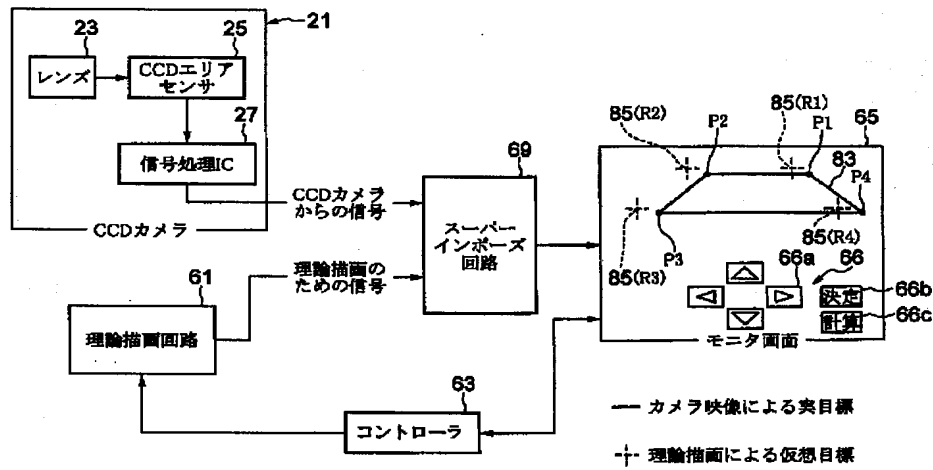 21
23
25
レンズ
CCDエリア
センサ
27
信号処理IC
CCDカメラ
CCDカメラ
からの信号
理論描画の
ための信号
61
理論描画回路
69
スーパー
インポーズ
回路
63
コントローラ
85(R2)
P2
85(R1)
P1
65
83
P4
85(R3)
P3
85(R4)
66a
66
決定
66b
計算
66c
モニタ画面
カメラ映像による実目標
理論描画による仮想目標